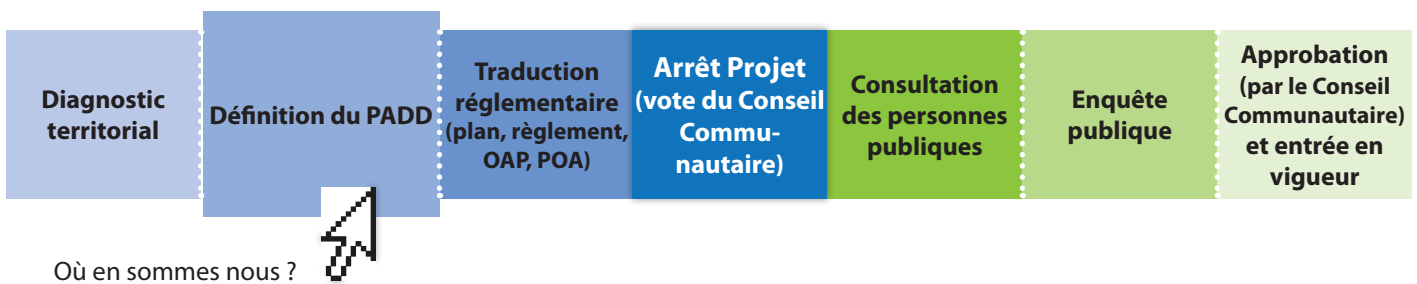 Diagnostic
territorial
Définition du PADD
Traduction
réglementaire
(plan, règlement,
OAP, POA)
Arrêt Projet
(vote du Conseil
Commu-
nautaire)
Consultation
des personnes
publiques
Enquête
publique
Approbation
(par le Conseil
Communautaire)
et entrée en
vigueur
Où en sommes nous ?